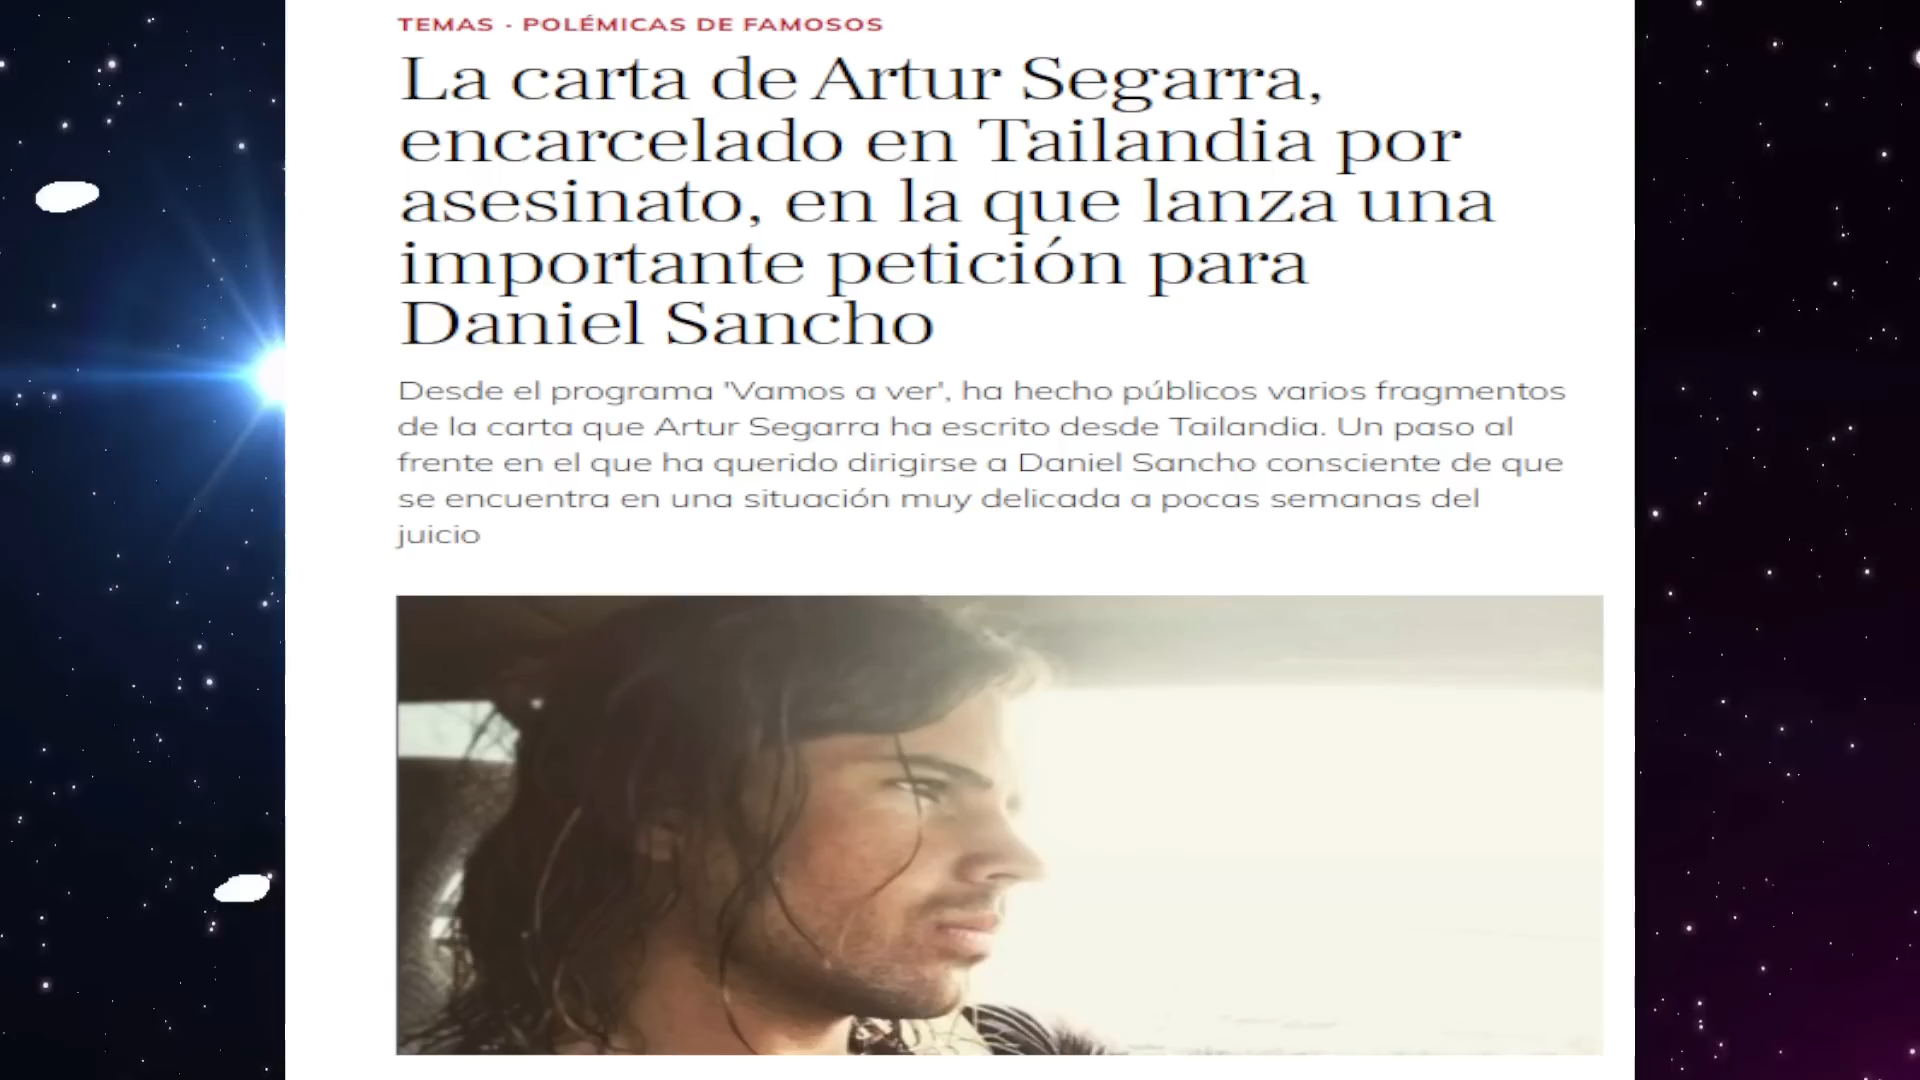 TEMAS · POLÉMICAS DE FAMOSOS
La carta de Artur Segarra,
encarcelado en Tailandia por
asesinato, en la que lanza una
importante petición para
Daniel Sancho
Desde el programa 'Vamos a ver', ha hecho públicos varios fragmentos
de la carta que Artur Segarra ha escrito desde Tailandia. Un paso al
frente en el que ha querido dirigirse a Daniel Sancho consciente de que
se encuentra en una situación muy delicada a pocas semanas del
juicio